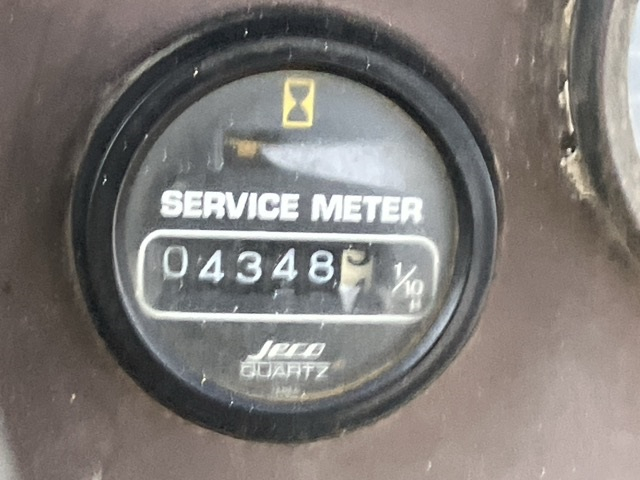 SERVICE METER
04348 1/10 H
Jeco
QUARTZ